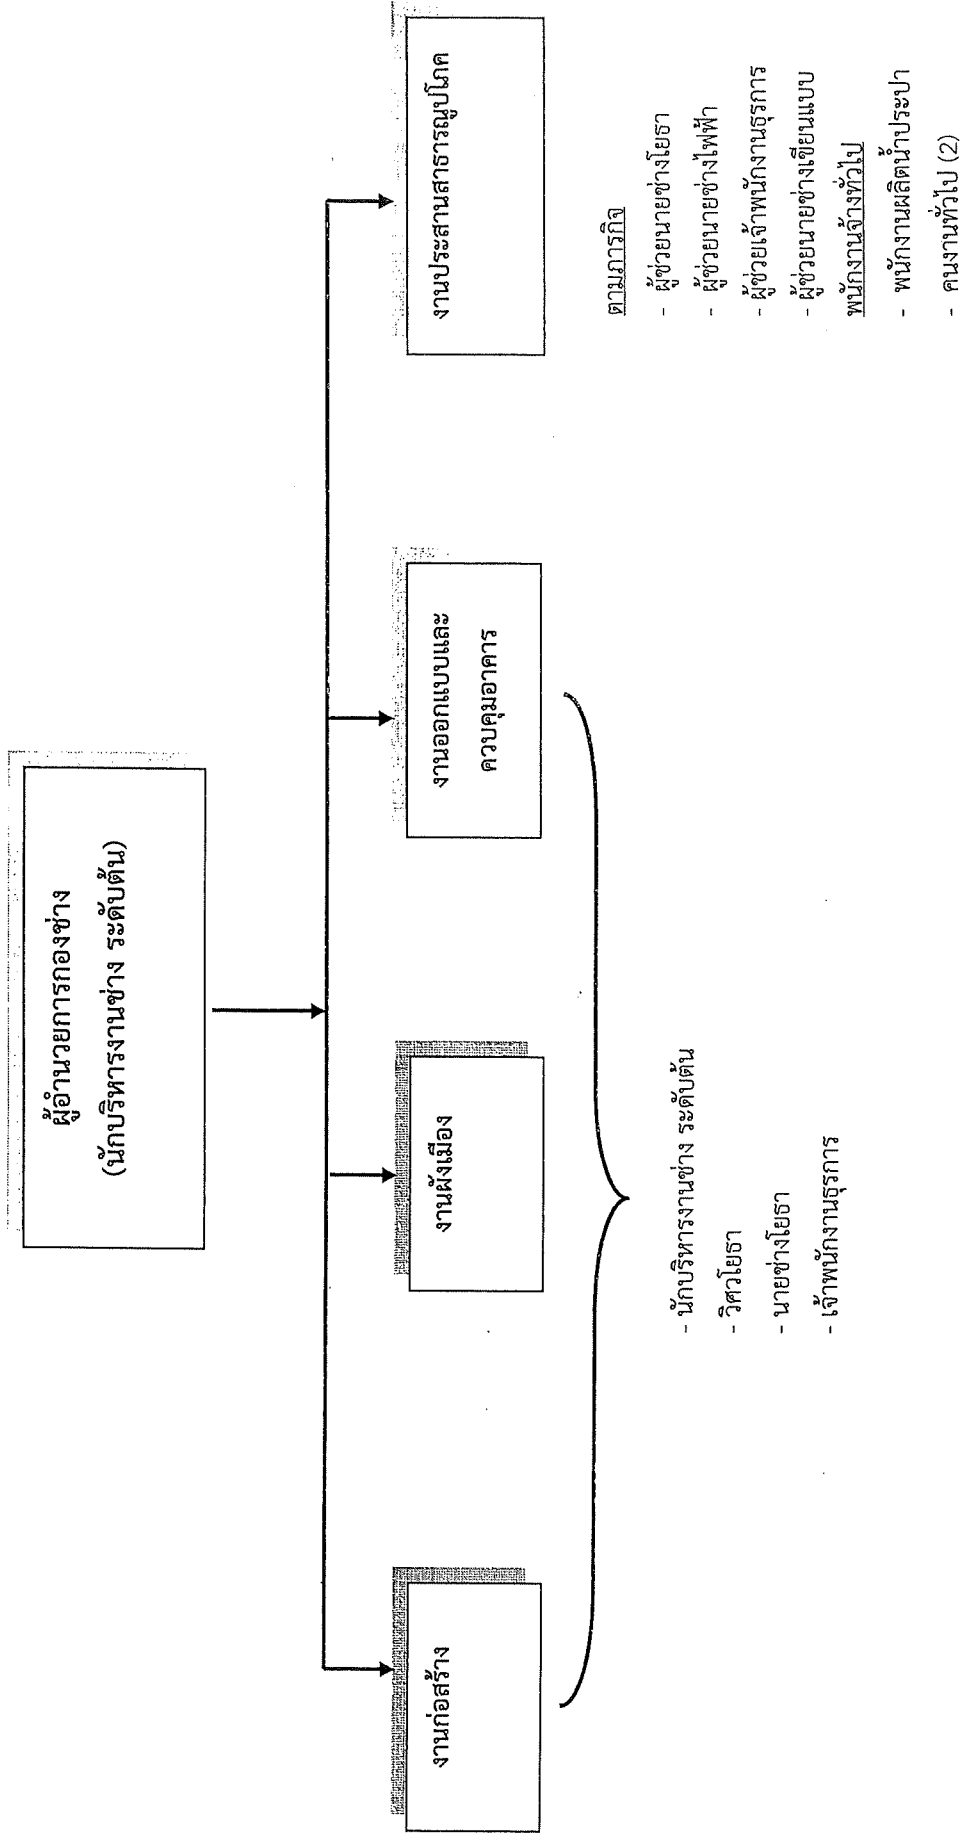 ผู้อำนวยการกองช่าง
(นักบริหารงานช่าง ระดับต้น)
งานก่อสร้าง
งานผังเมือง
งานออกแบบและ
ควบคุมอาคาร
งานประสานสาธารณูปโภค
- นักบริหารงานช่าง ระดับต้น
- วิศวโยธา
- นายช่างโยธา
- เจ้าพนักงานธุรการ
ตามภารกิจ
- ผู้ช่วยนายช่างโยธา
- ผู้ช่วยนายช่างไฟฟ้า
- ผู้ช่วยเจ้าพนักงานธุรการ
- ผู้ช่วยนายช่างเขียนแบบ
พนักงานจ้างทั่วไป
- พนักงานผลิตน้ำประปา
- คนงานทั่วไป (2)